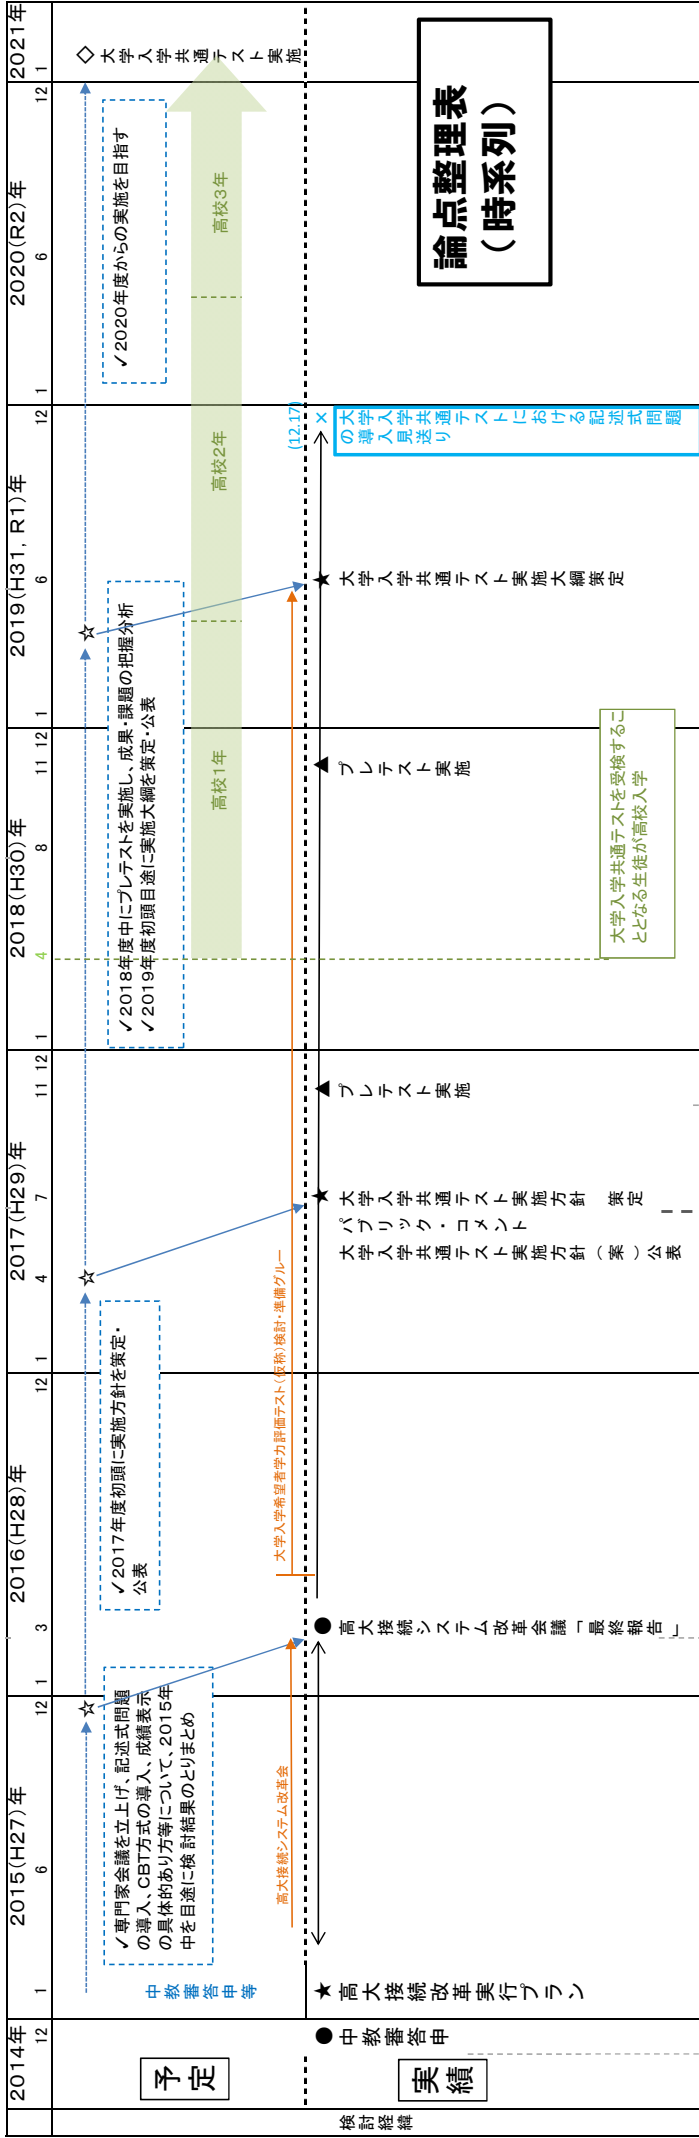 論点整理表
（時系列）
2014年
2015(H27)年
2016(H28)年
2017(H29)年
2018(H30)年
2019(H31, R1)年
2020(R2)年
2021年
12
1
6
12
1
3
12
1
4
7
11
12
1
4
8
11
12
1
6
12
1
6
12
1
検討経緯
予定
中教審答申等
✓専門家会議を立上げ、記述式問題
の導入、CBT方式の導入、成績表示
の具体的あり方等について、2015年
中を目途に検討結果のとりまとめ
☆
✓2017年度初頭に実施方針を策定・
公表
☆
✓2018年度中にプレテストを実施し、成果・課題の把握分析
✓2019年度初頭目途に実施大綱を策定・公表
☆
✓2020年度からの実施を目指す
◇大学入学共通テスト実施
高校1年
高校2年
高校3年
高大接続システム改革会
大学入学希望者学力評価テスト(仮称)検討・準備グルー
実績
●中教審答申
★高大接続改革実行プラン
●高大接続システム改革会議「最終報告」
★大学入学共通テスト実施方針　策定
パブリック・コメント
大学入学共通テスト実施方針（案）公表
▲プレテスト実施
▲プレテスト実施
大学入学共通テストを受検するこ
ととなる生徒が高校入学
★大学入学共通テスト実施大綱策定
(12.17)
×
大学入学共通テストにおける記述式問題
の導入見送り